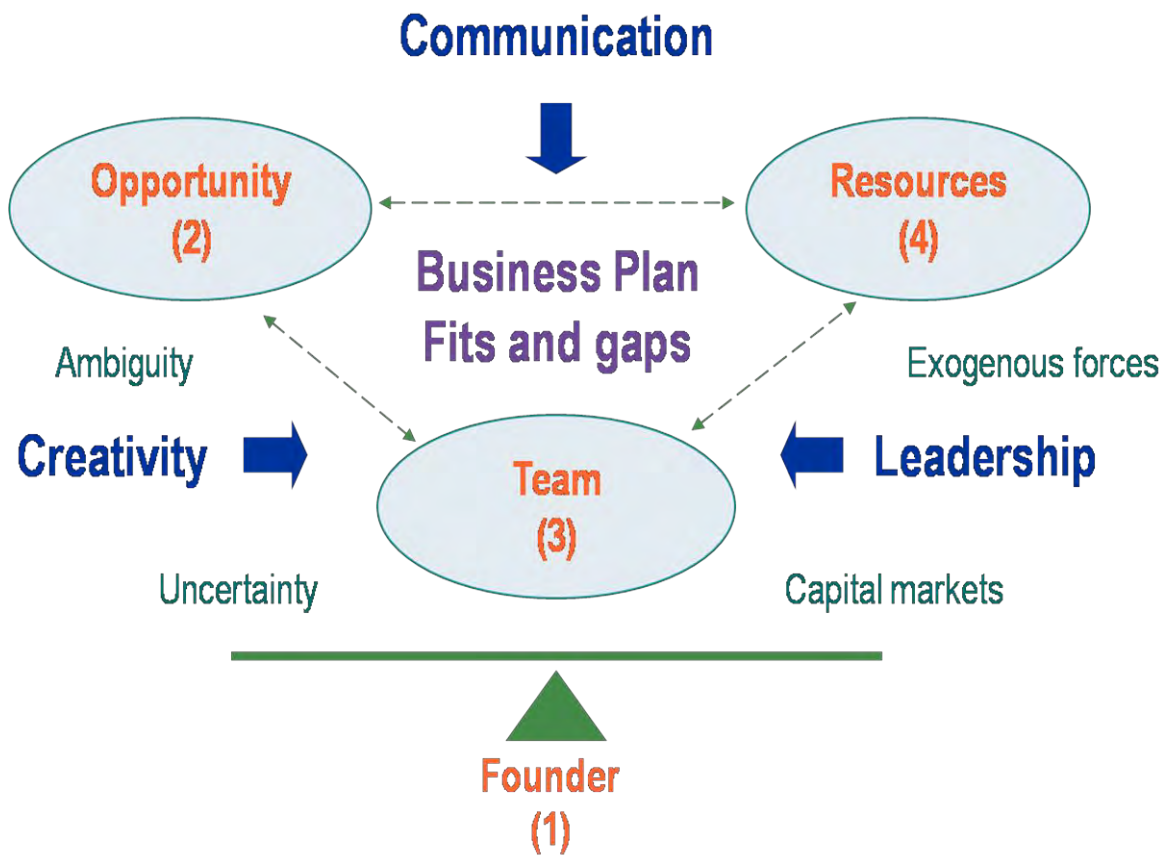 Communication
Opportunity
(2)
Resources
(4)
Business Plan
Fits and gaps
Ambiguity
Exogenous forces
Creativity
Leadership
Team
(3)
Uncertainty
Capital markets
Founder
(1)